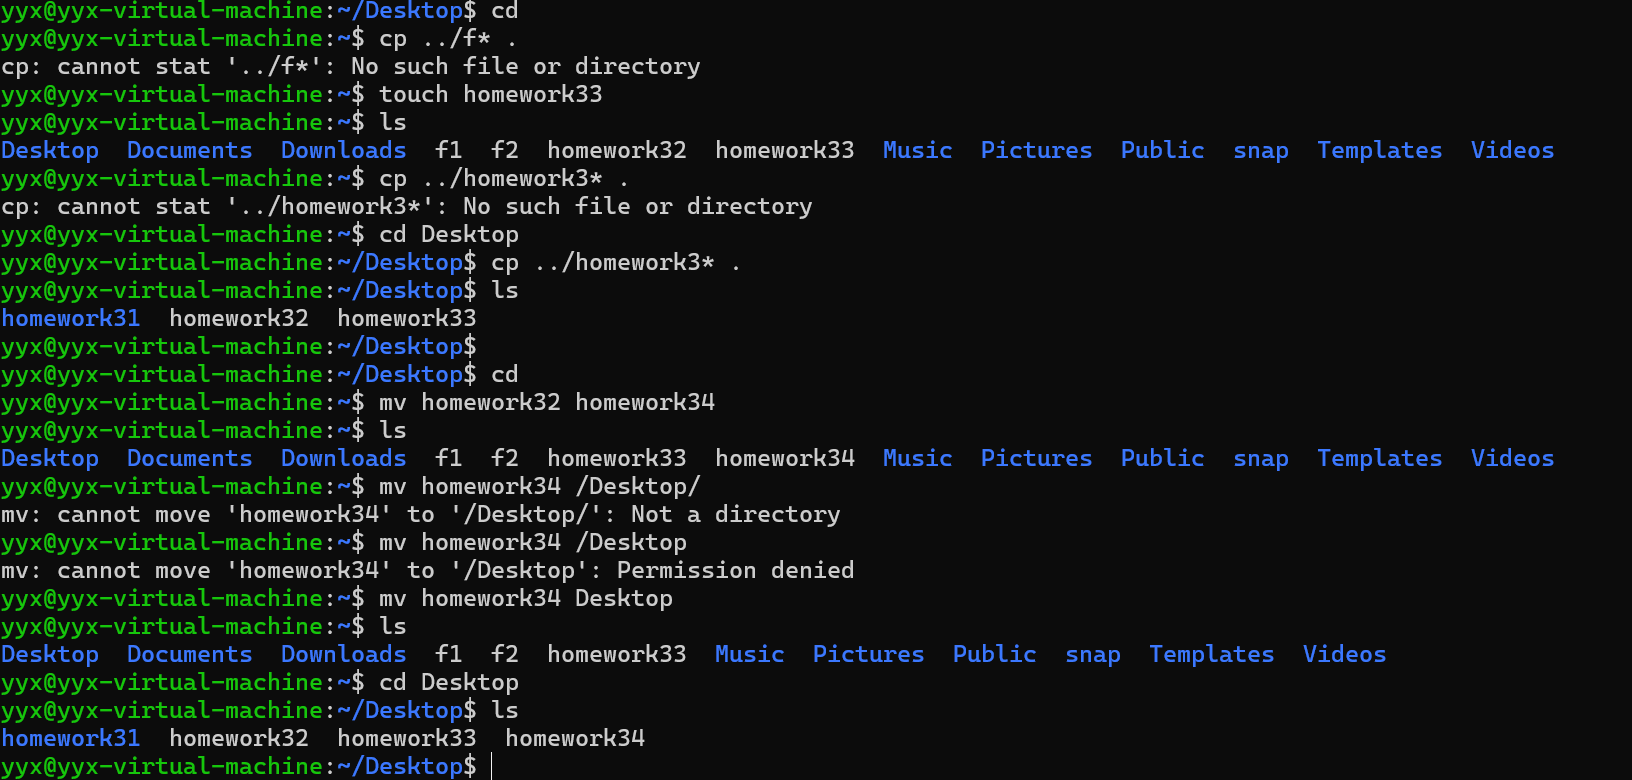 yyx@yyx-virtual-machine:~/Desktop$ cd
yyx@yyx-virtual-machine:~$ cp ../f* .
cp: cannot stat '../f*': No such file or directory
yyx@yyx-virtual-machine:~$ touch homework33
yyx@yyx-virtual-machine:~$ ls
Desktop  Documents  Downloads  f1  f2  homework32  homework33  Music  Pictures  Public  snap  Templates  Videos
yyx@yyx-virtual-machine:~$ cp ../homework3* .
cp: cannot stat '../homework3*': No such file or directory
yyx@yyx-virtual-machine:~$ cd Desktop
yyx@yyx-virtual-machine:~/Desktop$ cp ../homework3* .
yyx@yyx-virtual-machine:~/Desktop$ ls
homework31  homework32  homework33
yyx@yyx-virtual-machine:~/Desktop$
yyx@yyx-virtual-machine:~/Desktop$ cd
yyx@yyx-virtual-machine:~$ mv homework32 homework34
yyx@yyx-virtual-machine:~$ ls
Desktop  Documents  Downloads  f1  f2  homework33  homework34  Music  Pictures  Public  snap  Templates  Videos
yyx@yyx-virtual-machine:~$ mv homework34 /Desktop/
mv: cannot move 'homework34' to '/Desktop/': Not a directory
yyx@yyx-virtual-machine:~$ mv homework34 /Desktop
mv: cannot move 'homework34' to '/Desktop': Permission denied
yyx@yyx-virtual-machine:~$ mv homework34 Desktop
yyx@yyx-virtual-machine:~$ ls
Desktop  Documents  Downloads  f1  f2  homework33  Music  Pictures  Public  snap  Templates  Videos
yyx@yyx-virtual-machine:~$ cd Desktop
yyx@yyx-virtual-machine:~/Desktop$ ls
homework31  homework32  homework33  homework34
yyx@yyx-virtual-machine:~/Desktop$